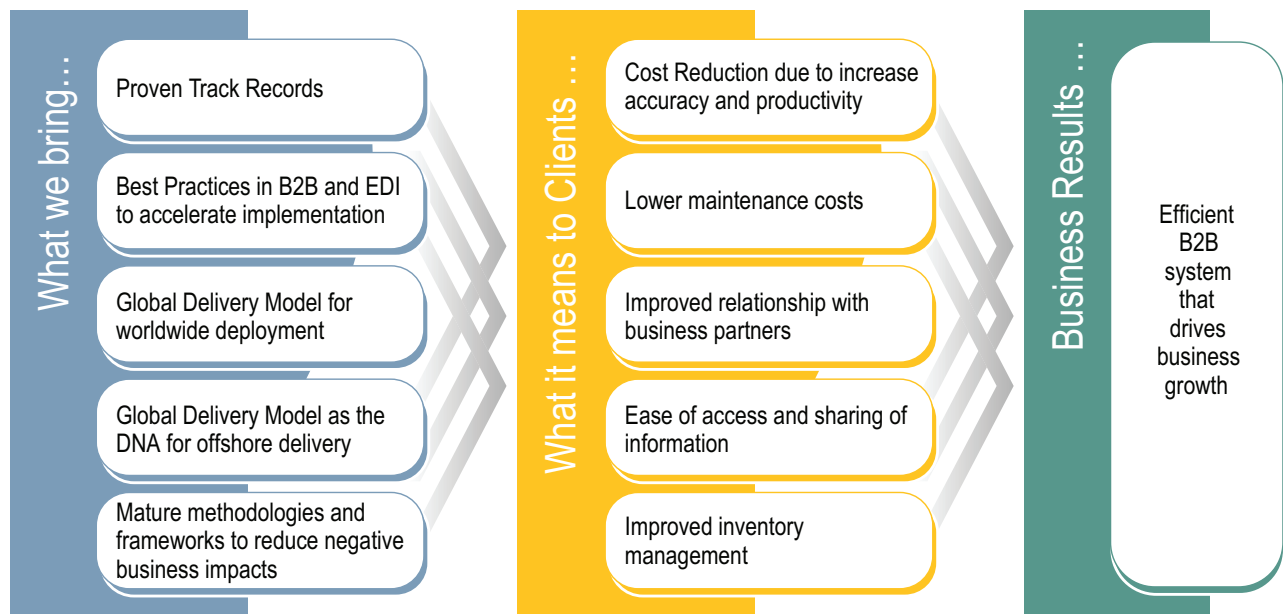 What we bring…
Proven Track Records
Best Practices in B2B and EDI
to accelerate implementation
Global Delivery Model for
worldwide deployment
Global Delivery Model as the
DNA for offshore delivery
Mature methodologies and
frameworks to reduce negative
business impacts
What it means to Clients …
Cost Reduction due to increase
accuracy and productivity
Lower maintenance costs
Improved relationship with
business partners
Ease of access and sharing of
information
Improved inventory
management
Business Results …
Efficient
B2B
system
that
drives
business
growth